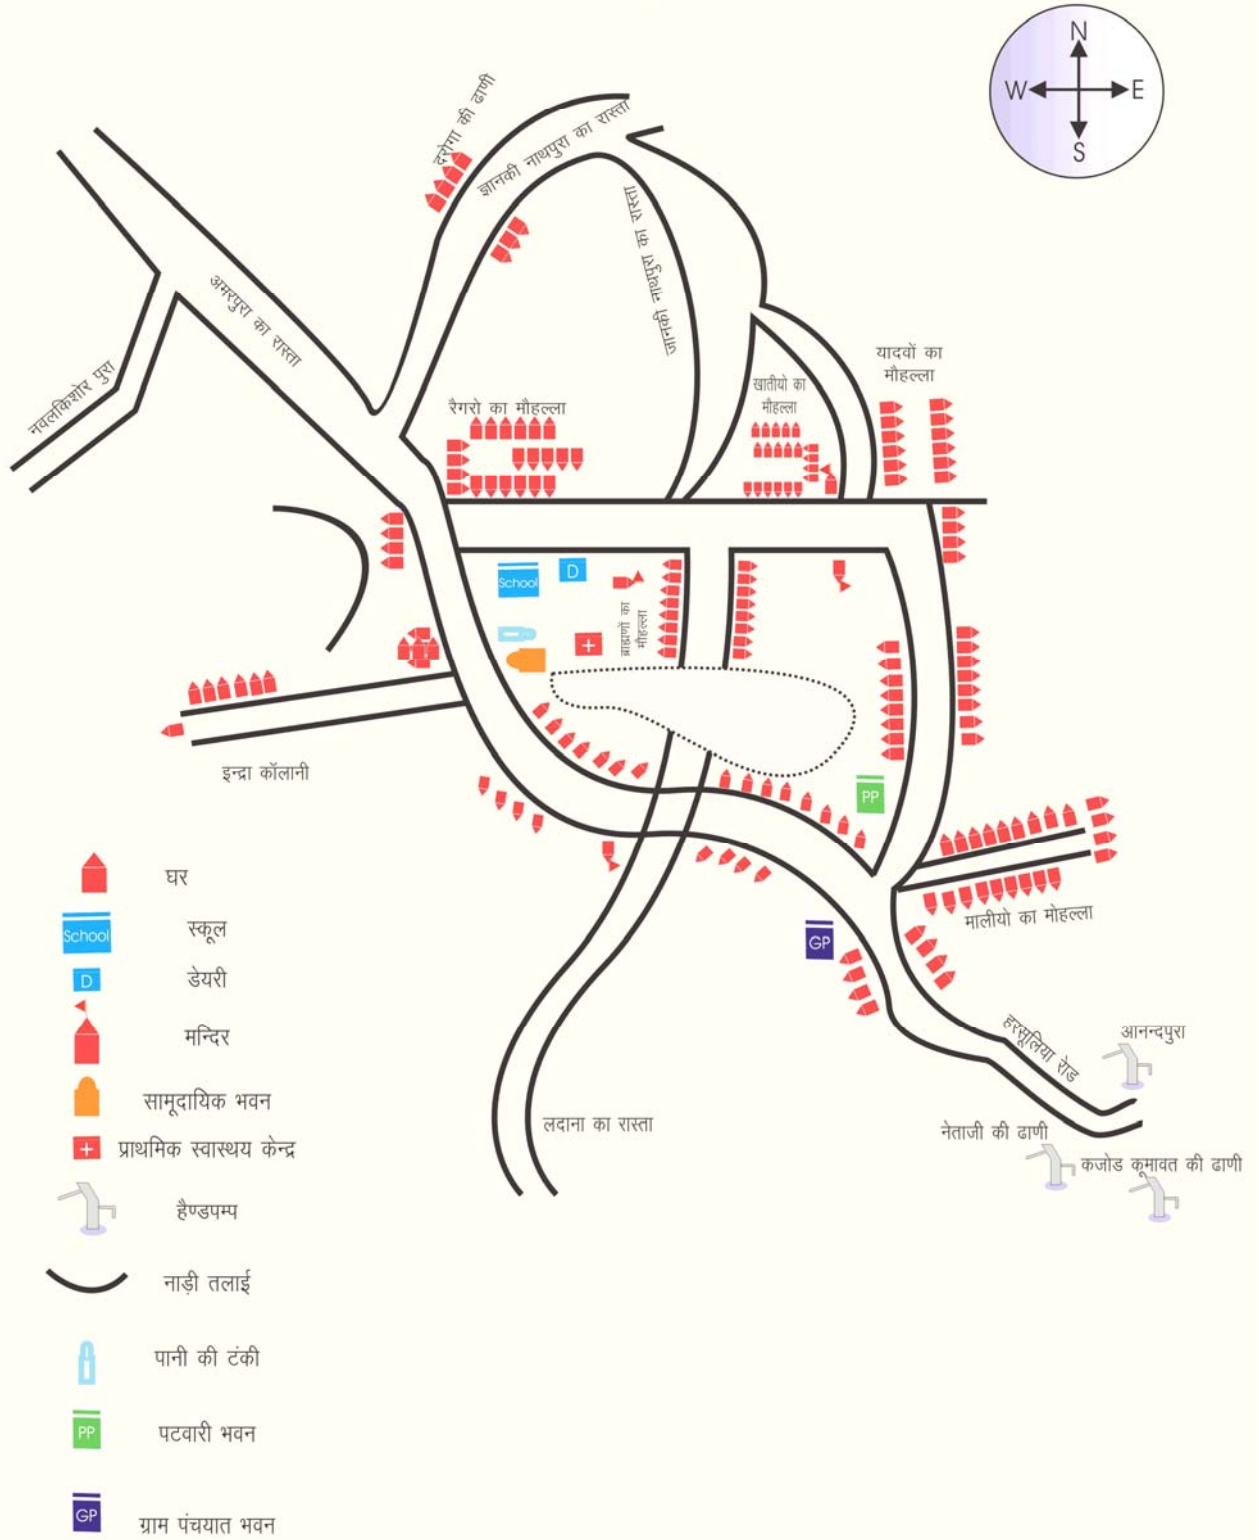 N
W E
S
दरोगा की ढाणी
ज्ञानकी नाथपुरा का रास्ता
जानकी नाथपुरा का रास्ता
अमरपुरा का रास्ता
नवलकिशोर पुरा
यादवों का
मौहल्ला
खातीयो का
मौहल्ला
रैगरो का मौहल्ला
School
D
ब्राह्मणों का
मौहल्ला
इन्द्रा कॉलानी
PP
मालीयो का मोहल्ला
GP
हरसूलिया रोड
आनन्दपुरा
लदाना का रास्ता
नेताजी की ढाणी
कजोड कूमावत की ढाणी
घर
School स्कूल
D डेयरी
मन्दिर
सामूदायिक भवन
प्राथमिक स्वास्थय केन्द्र
हैण्डपम्प
नाड़ी तलाई
पानी की टंकी
PP पटवारी भवन
GP ग्राम पंचयात भवन